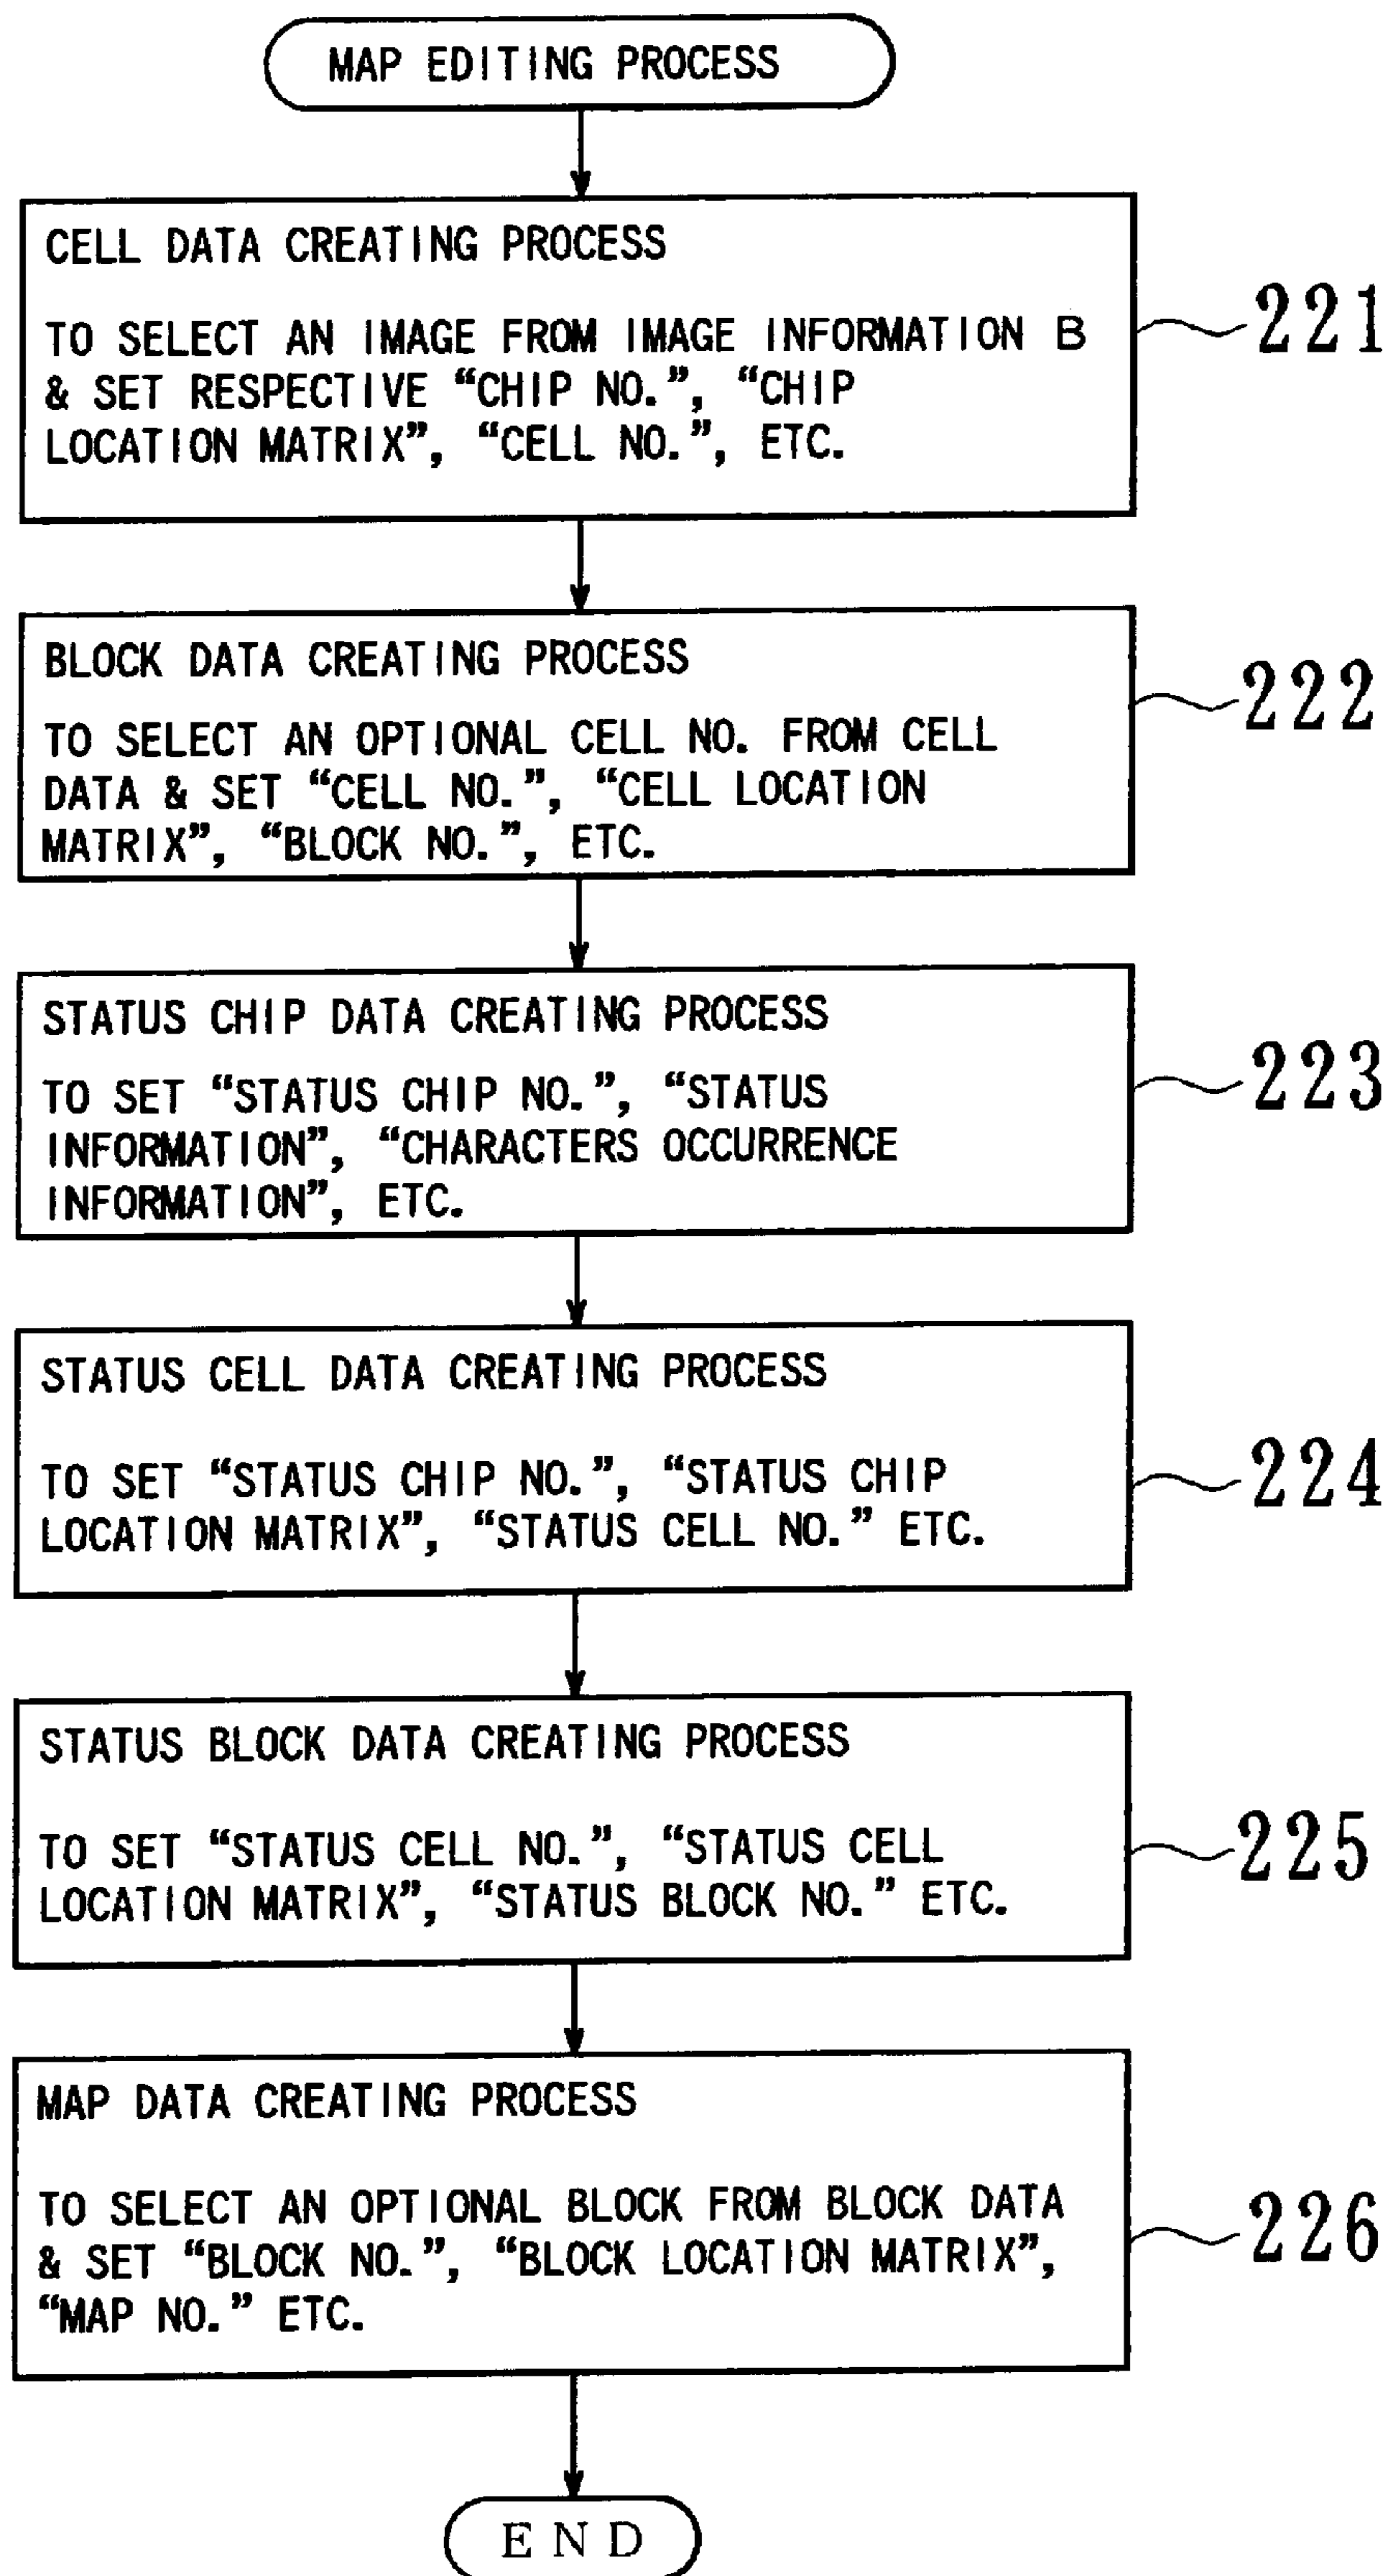 MAP EDITING PROCESS
CELL DATA CREATING PROCESS
TO SELECT AN IMAGE FROM IMAGE INFORMATION B
& SET RESPECTIVE “CHIP NO.”, “CHIP
LOCATION MATRIX”, “CELL NO.”, ETC.
221
BLOCK DATA CREATING PROCESS
TO SELECT AN OPTIONAL CELL NO. FROM CELL
DATA & SET “CELL NO.”, “CELL LOCATION
MATRIX”, “BLOCK NO.”, ETC.
222
STATUS CHIP DATA CREATING PROCESS
TO SET “STATUS CHIP NO.”, “STATUS
INFORMATION”, “CHARACTERS OCCURRENCE
INFORMATION”, ETC.
223
STATUS CELL DATA CREATING PROCESS
TO SET “STATUS CHIP NO.”, “STATUS CHIP
LOCATION MATRIX”, “STATUS CELL NO.” ETC.
224
STATUS BLOCK DATA CREATING PROCESS
TO SET “STATUS CELL NO.”, “STATUS CELL
LOCATION MATRIX”, “STATUS BLOCK NO.” ETC.
225
MAP DATA CREATING PROCESS
TO SELECT AN OPTIONAL BLOCK FROM BLOCK DATA
& SET “BLOCK NO.”, “BLOCK LOCATION MATRIX”,
“MAP NO.” ETC.
226
END